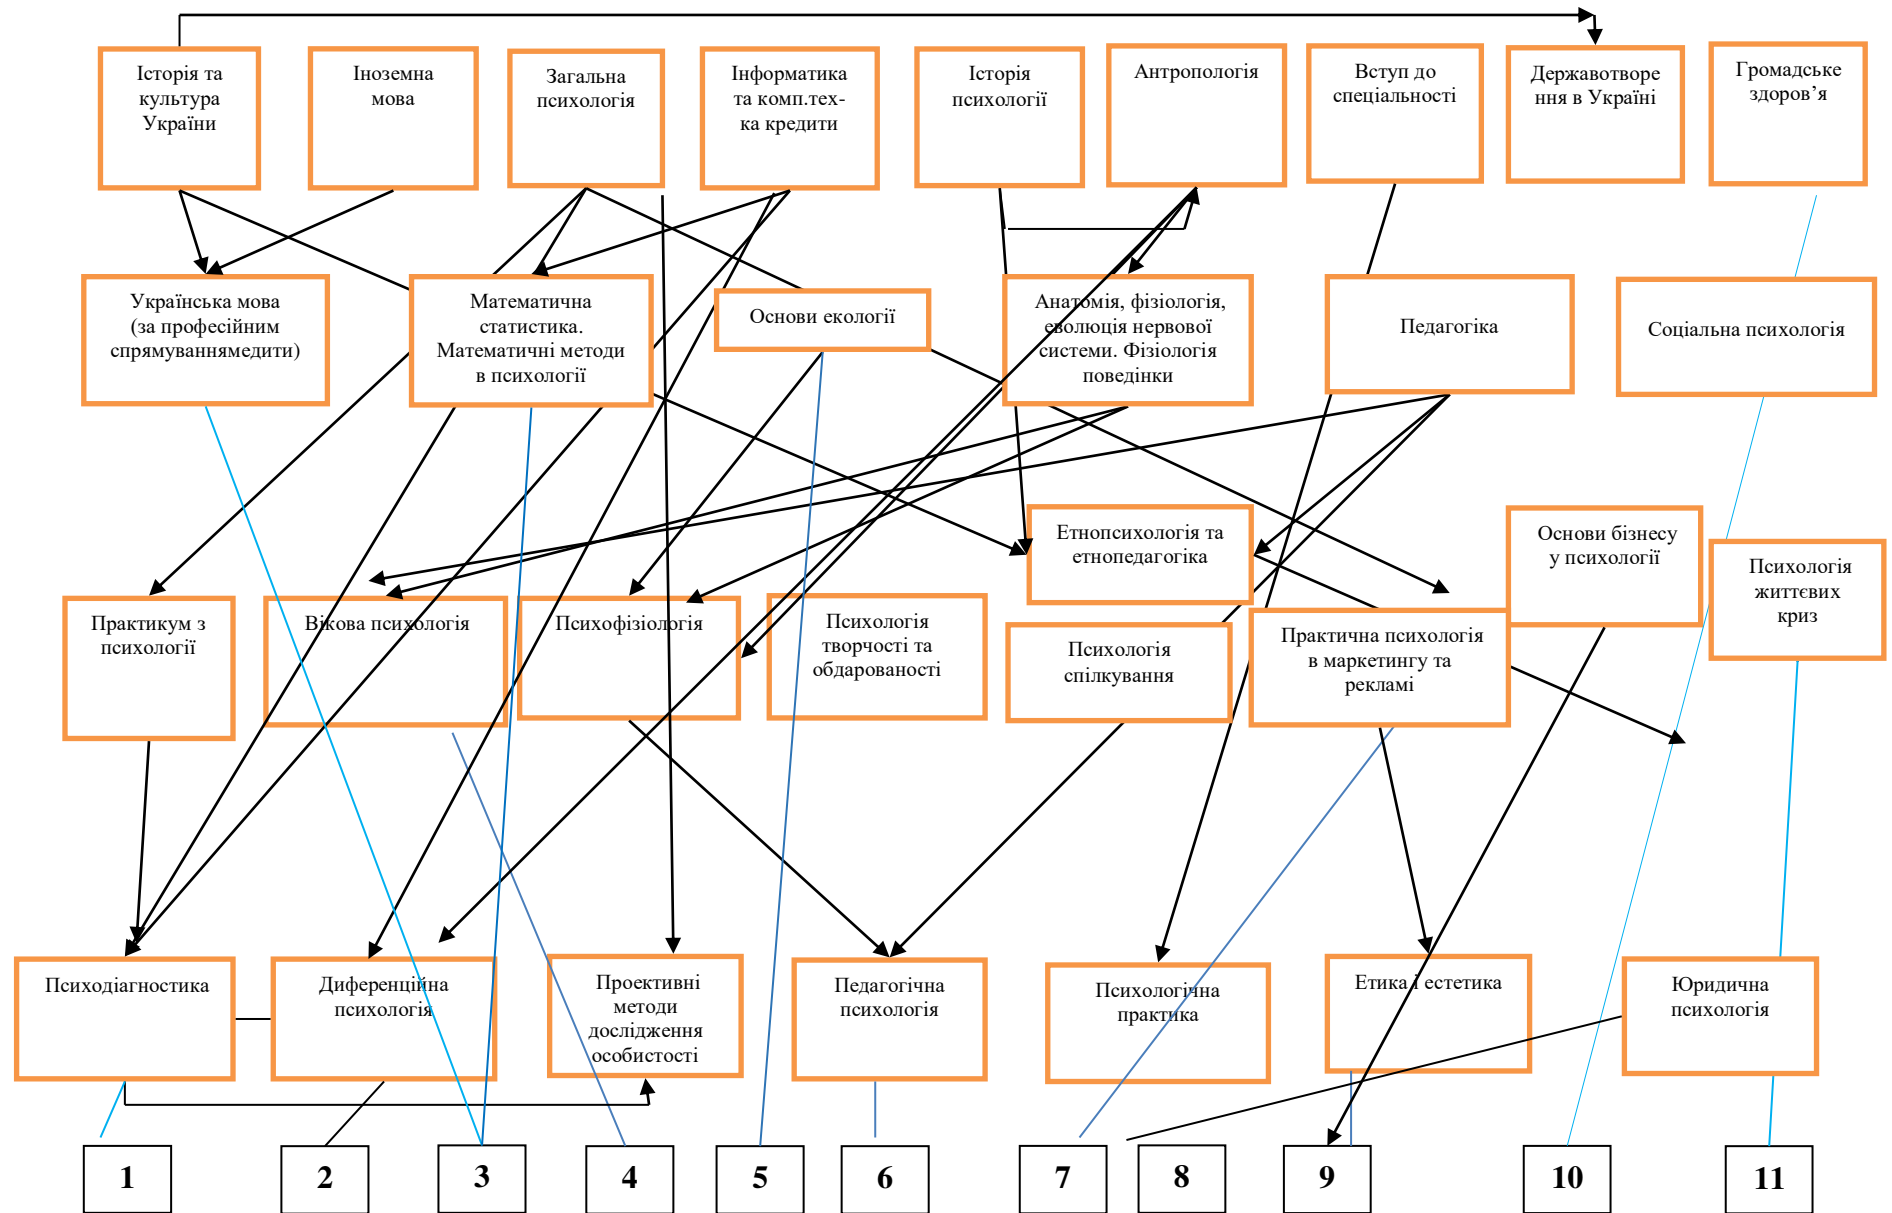 Історія та
культура
України
Іноземна
мова
Загальна
психологія
Інформатика
та комп.тех-
ка кредити
Історія
психології
Антропологія
Вступ до
спеціальності
Державотворе
ння в Україні
Громадське
здоров’я
Українська мова
(за професійним
спрямуваннямедити)
Математична
статистика.
Математичні методи
в психології
Основи екології
Анатомія, фізіологія,
еволюція нервової
системи. Фізіологія
поведінки
Педагогіка
Соціальна психологія
Етнопсихологія та
етнопедагогіка
Основи бізнесу
у психології
Психологія
життєвих
криз
Практикум з
психології
Вікова психологія
Психофізіологія
Психологія
творчості та
обдарованості
Психологія
спілкування
Практична психологія
в маркетингу та
рекламі
Психодіагностика
Диференційна
психологія
Проективні
методи
дослідження
особистості
Педагогічна
психологія
Психологічна
практика
Етика і естетика
Юридична
психологія
1
2
3
4
5
6
7
8
9
10
11